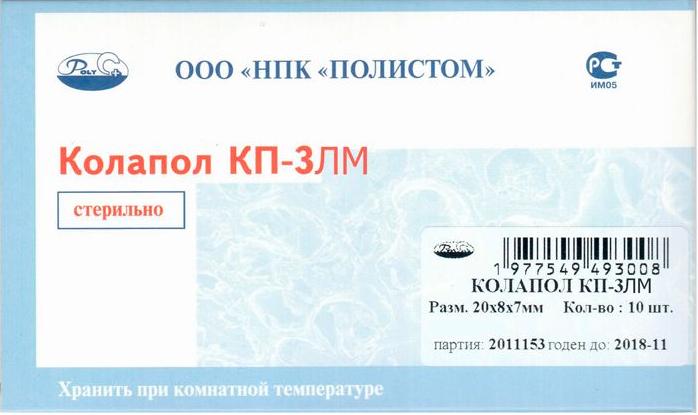 POLY
ООО «НПК «ПОЛИСТОМ»
РСТ
ИМ05
Колапол КП-3ЛМ
стерильно
1 977549 493008
КОЛАПОЛ КП-3ЛМ
Разм. 20х8х7мм Кол-во : 10 шт.
партия: 2011153 годен до: 2018-11
Хранить при комнатной температуре